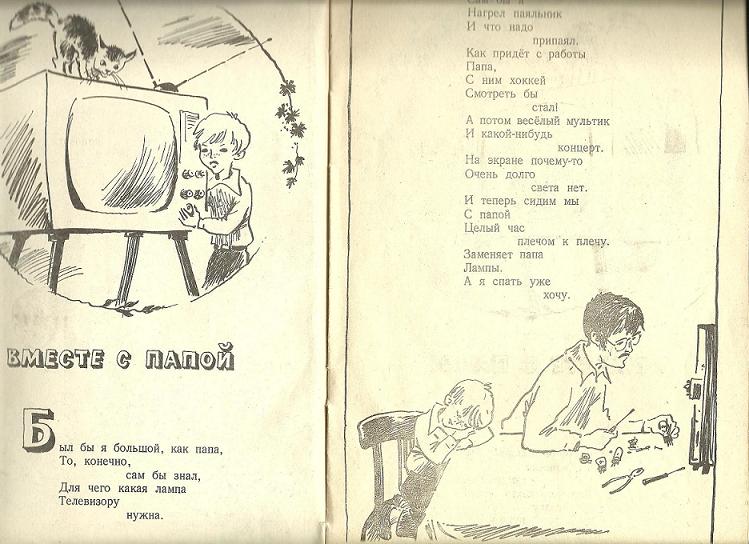 ВМЕСТЕ С ПАПОЙ
Был бы я большой, как папа,
То, конечно,
сам бы знал,
Для чего какая лампа
Телевизору
нужна.
Сам бы я
Нагрел паяльник
И что надо
припаял.
Как придёт с работы
Папа,
С ним хоккей
Смотреть бы
стал!
А потом весёлый мультик
И какой-нибудь
концерт.
На экране почему-то
Очень долго
света нет.
И теперь сидим мы
С папой
Целый час
плечом к плечу.
Заменяет папа
Лампы.
А я спать уже
хочу.